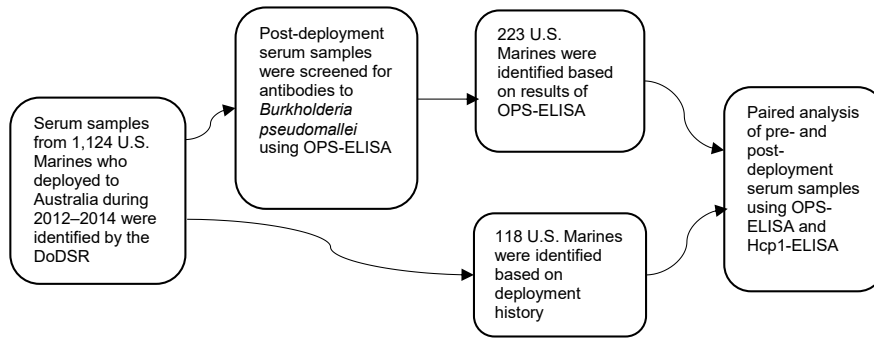 Serum samples
from 1,124 U.S.
Marines who
deployed to
Australia during
2012–2014 were
identified by the
DoDSR
Post-deployment
serum samples
were screened for
antibodies to
Burkholderia
pseudomallei
using OPS-ELISA
223 U.S.
Marines were
identified based
on results of
OPS-ELISA
118 U.S. Marines
were identified
based on
deployment
history
Paired analysis
of pre- and
post-
deployment
serum samples
using OPS-
ELISA and
Hcp1-ELISA